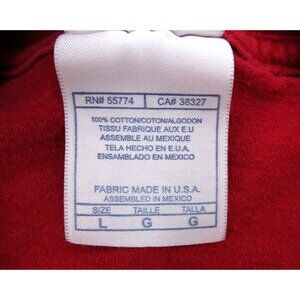 RN# 55774 CA# 38327
100% COTTON/COTON/ALGODON
TISSU FABRIQUE AUX E.U
ASSEMBLE AU MEXIQUE
TELA HECHO EN E.U.A.
ENSAMBLADO EN MEXICO
FABRIC MADE IN U.S.A.
ASSEMBLED IN MEXICO
SIZE TAILLE TALLA
L G G